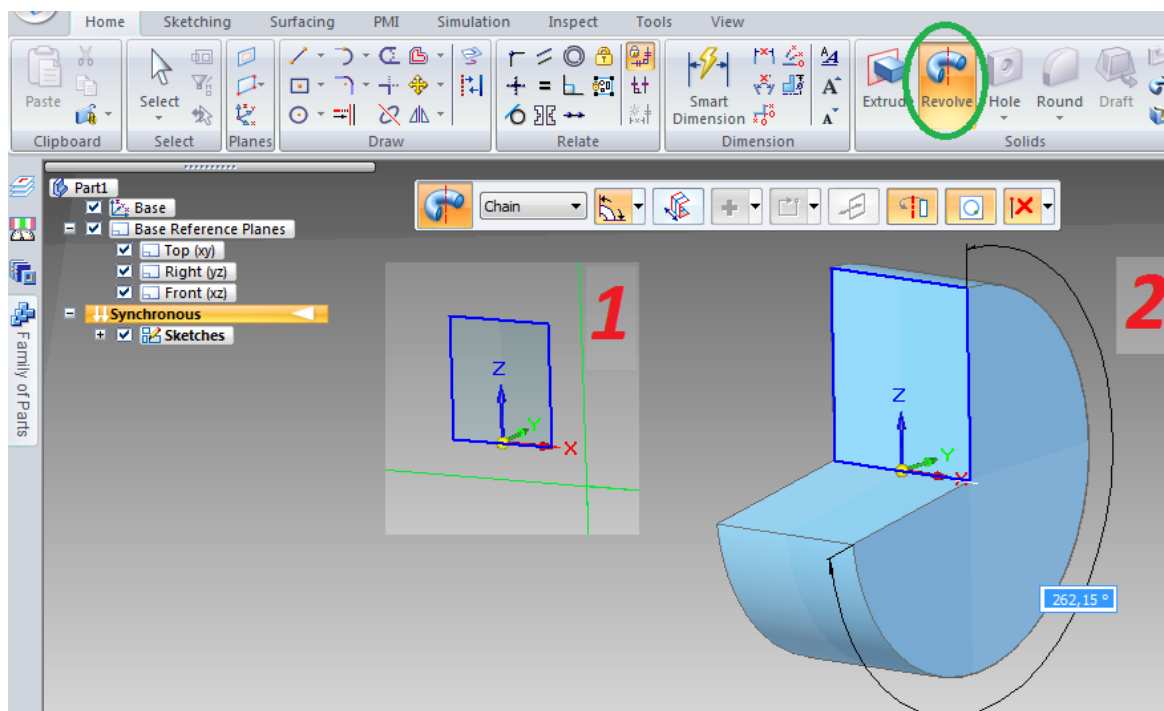 Home Sketching Surfacing PMI Simulation Inspect Tools View
Paste
Select
Smart
Dimension
Extrud Revolve Hole Round Draft
Clipboard Select Planes Draw Relate Dimension Solids
Part1
Base
Base Reference Planes
Top (xy)
Right (yz)
Front (xz)
Synchronous
Sketches
Family of Parts
Chain
1
Z
Y
X
2
Z
Y
X
262,15 °